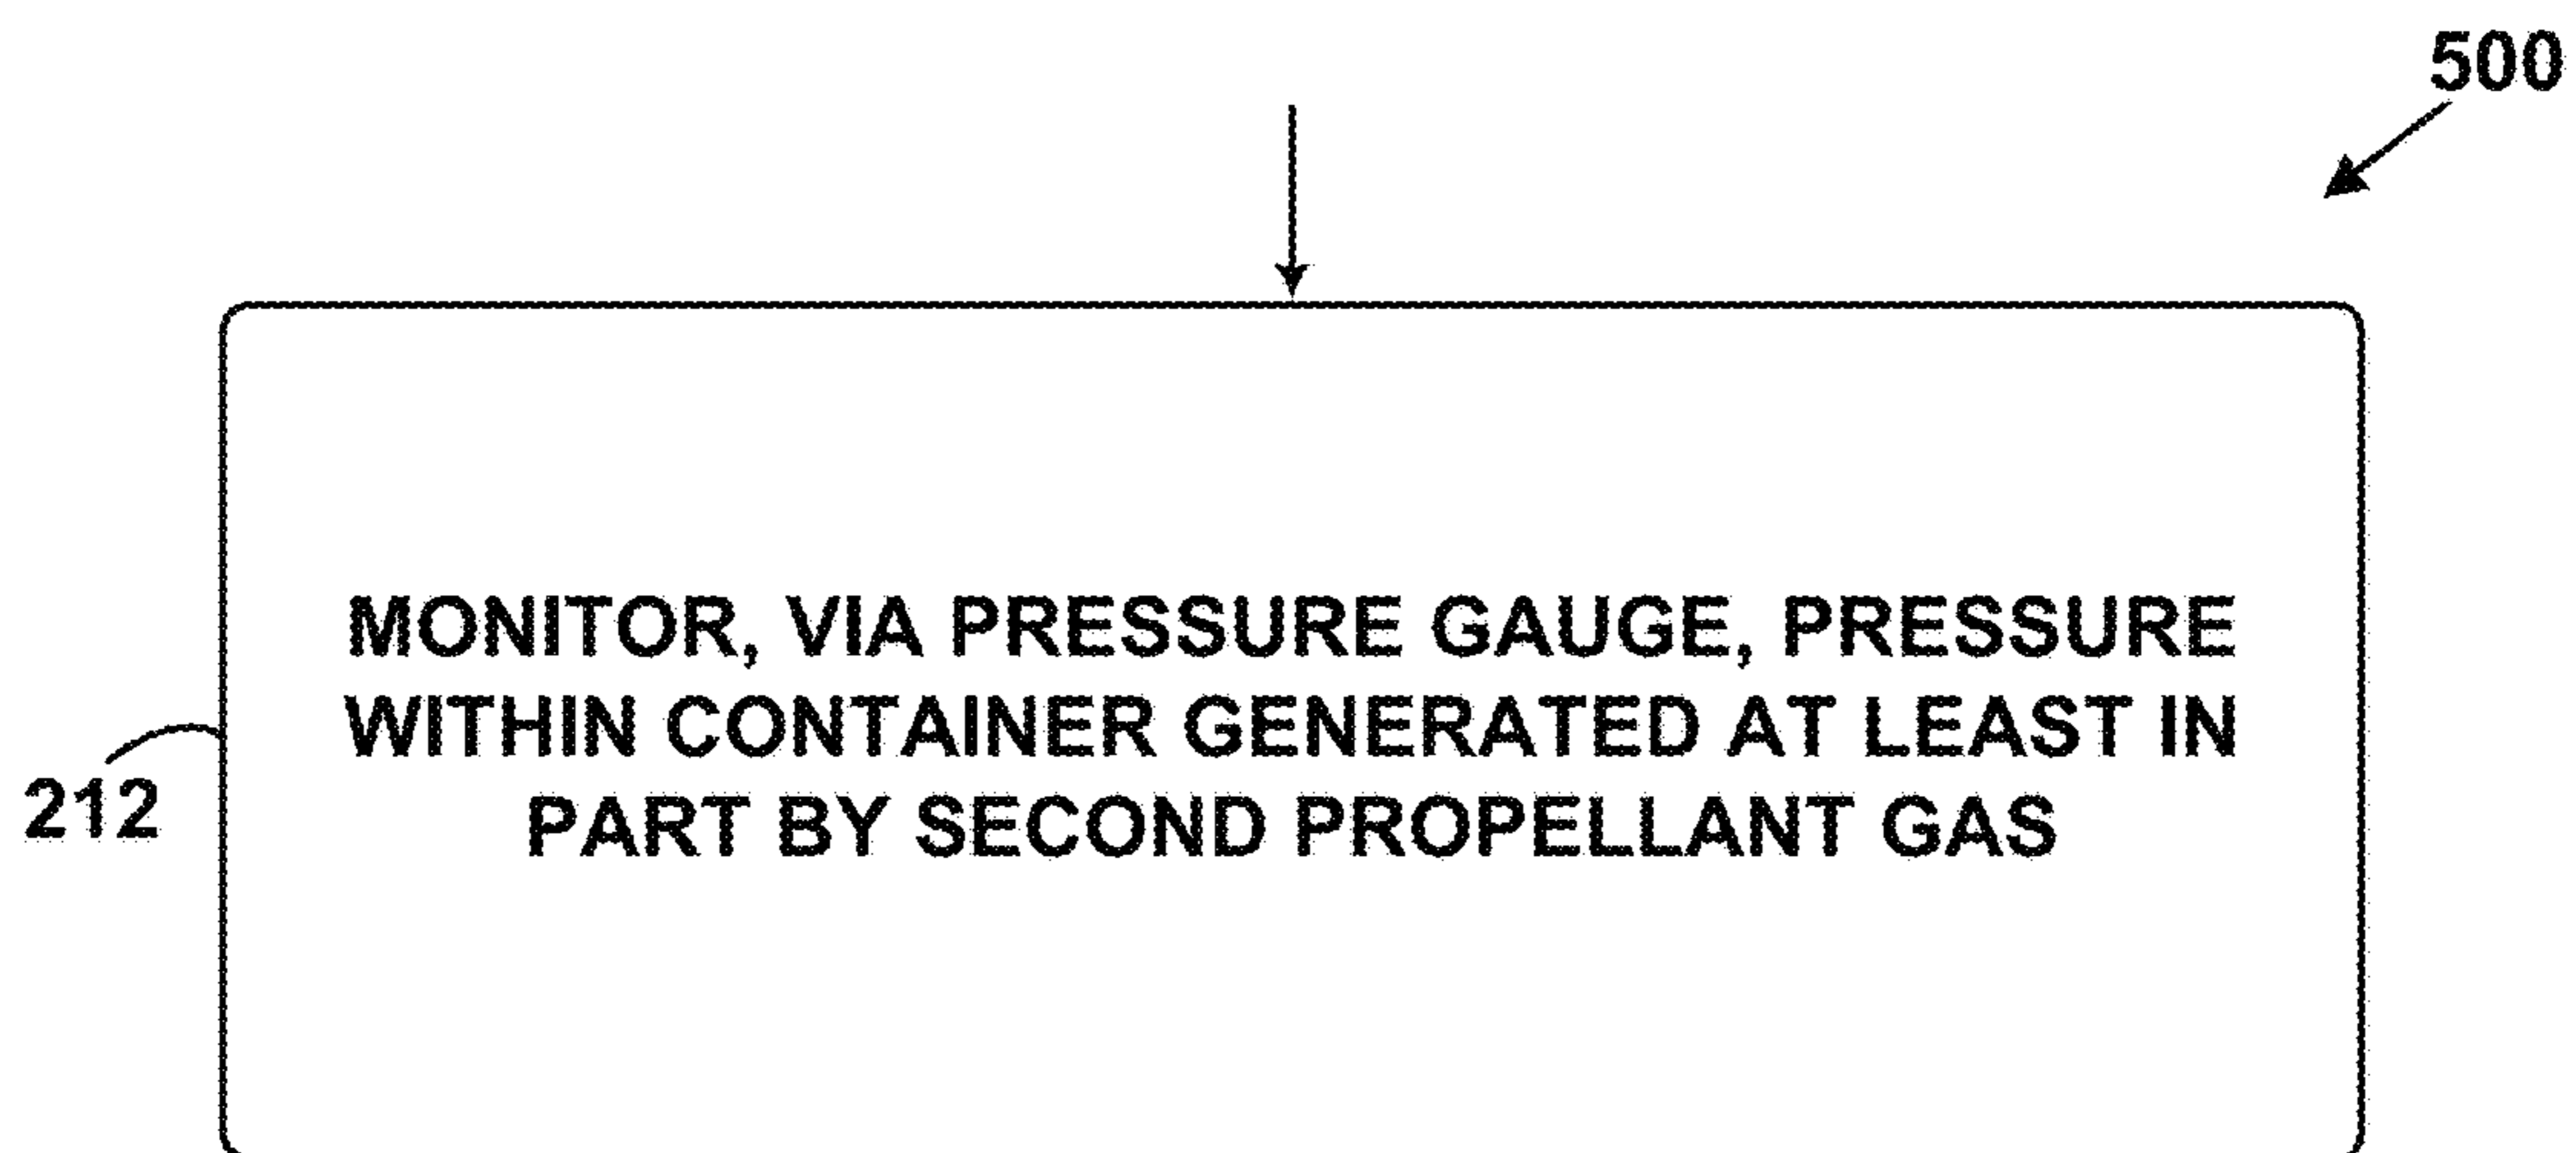 500
MONITOR, VIA PRESSURE GAUGE, PRESSURE
WITHIN CONTAINER GENERATED AT LEAST IN
PART BY SECOND PROPELLANT GAS
212